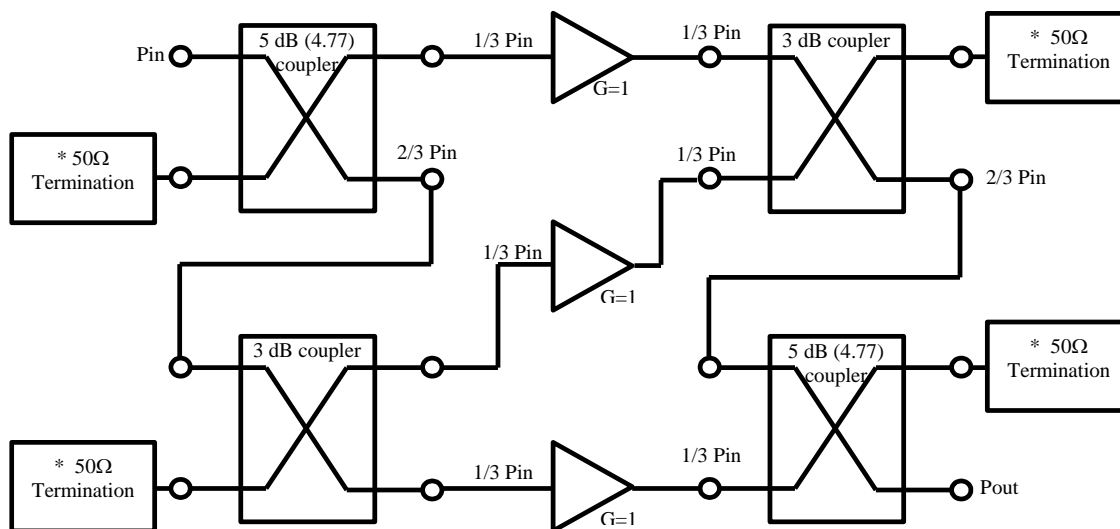 5 dB (4.77)
coupler
Pin
1/3 Pin
G=1
1/3 Pin
3 dB coupler
* 50Ω
Termination
* 50Ω
Termination
2/3 Pin
1/3 Pin
2/3 Pin
1/3 Pin
G=1
3 dB coupler
5 dB (4.77)
coupler
* 50Ω
Termination
* 50Ω
Termination
1/3 Pin
G=1
1/3 Pin
Pout